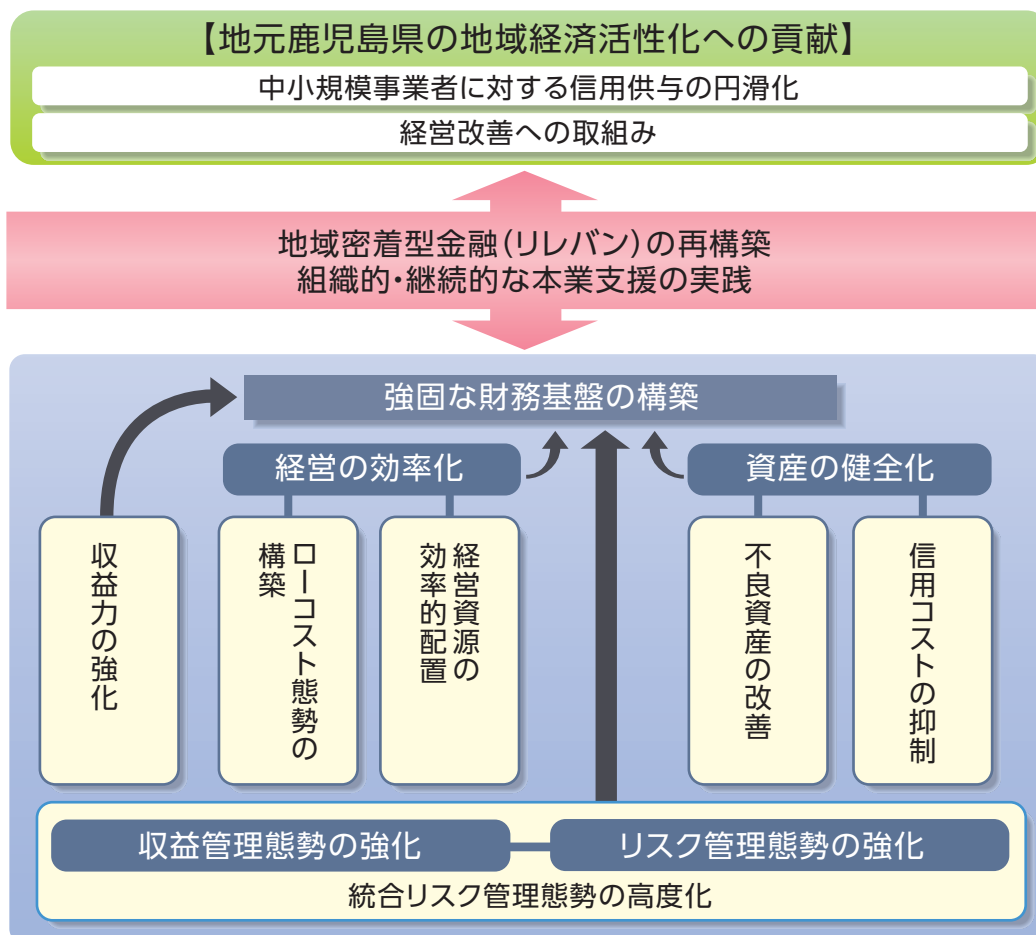 【地元鹿児島県の地域経済活性化への貢献】
中小規模事業者に対する信用供与の円滑化
経営改善への取組み
地域密着型金融(リレバン)の再構築
組織的・継続的な本業支援の実践
強固な財務基盤の構築
経営の効率化
資産の健全化
収益力の強化
ローコスト態勢の
構築
経営資源の
効率的配置
不良資産の改善
信用コストの抑制
収益管理態勢の強化
リスク管理態勢の強化
統合リスク管理態勢の高度化